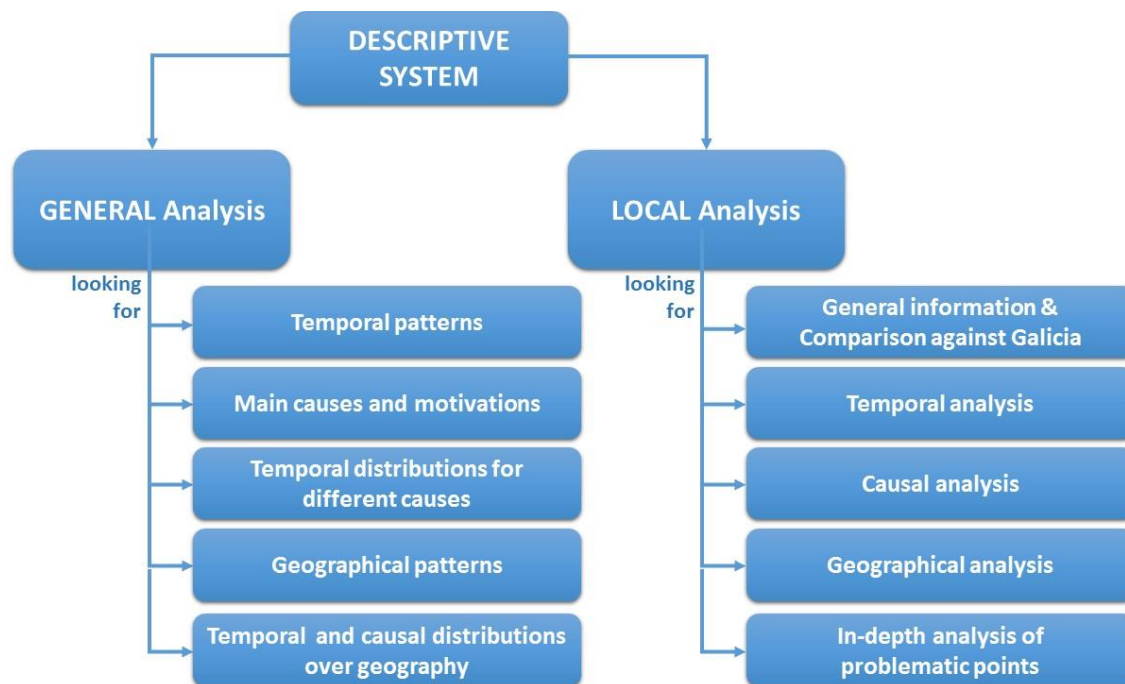 DESCRIPTIVE
SYSTEM
GENERAL Analysis
looking
for
Temporal patterns
Main causes and motivations
Temporal distributions for
different causes
Geographical patterns
Temporal and causal distributions
over geography
LOCAL Analysis
looking
for
General information &
Comparison against Galicia
Temporal analysis
Causal analysis
Geographical analysis
In-depth analysis of
problematic points